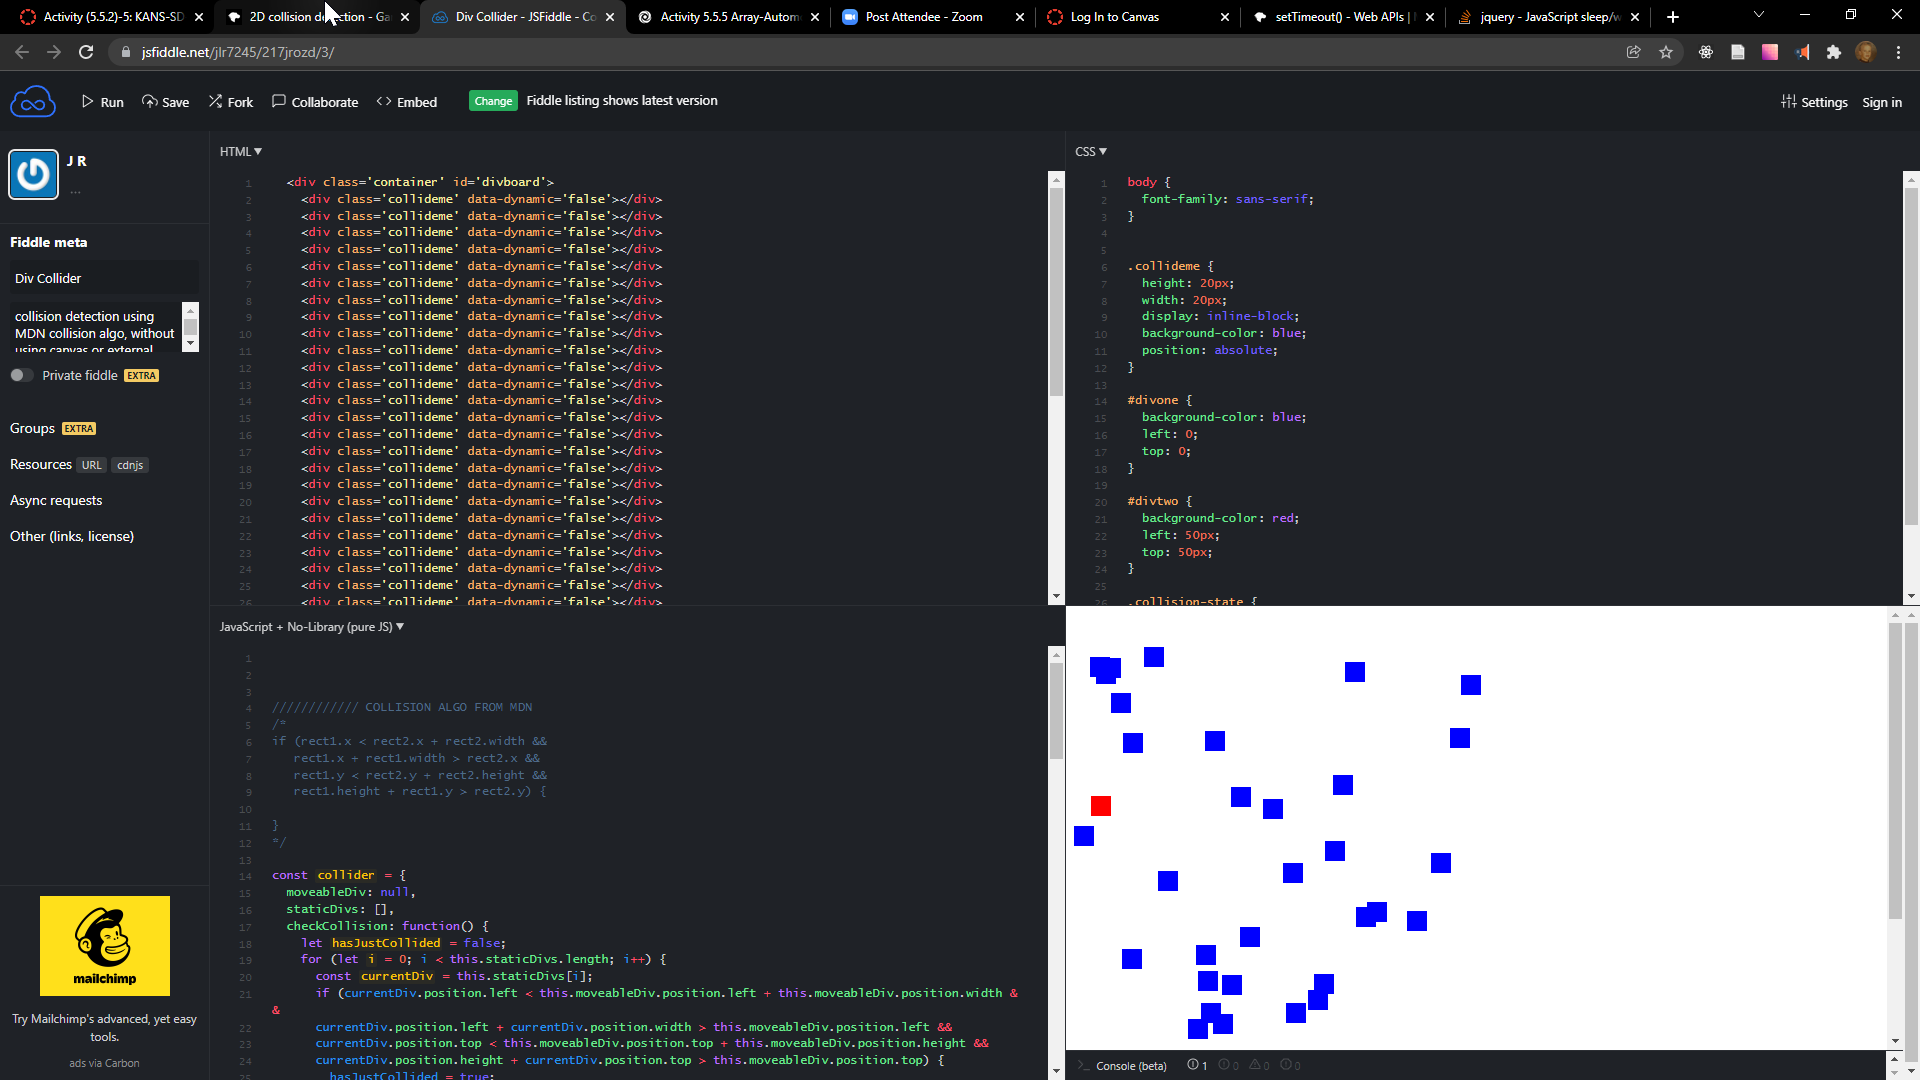 Activity (5.5.2)-5: KANS-SD
2D collision detection - Ga
Div Collider - JSFiddle - Co
Activity 5.5.5 Array-Autom
Post Attendee - Zoom
Log In to Canvas
setTimeout() - Web APIs |
jquery - JavaScript sleep/w
jsfiddle.net/jlr7245/217jrozd/3/
Run Save Fork Collaborate Embed Change Fiddle listing shows latest version Settings Sign in
J R
...
Fiddle meta
Div Collider
collision detection using
MDN collision algo, without
using canvas or external
Private fiddle EXTRA
Groups EXTRA
Resources URL cdnjs
Async requests
Other (links, license)
mailchimp
Try Mailchimp's advanced, yet easy
tools.
ads via Carbon
HTML
1 <div class='container' id='divboard'>
2 <div class='collideme' data-dynamic='false'></div>
3 <div class='collideme' data-dynamic='false'></div>
4 <div class='collideme' data-dynamic='false'></div>
5 <div class='collideme' data-dynamic='false'></div>
6 <div class='collideme' data-dynamic='false'></div>
7 <div class='collideme' data-dynamic='false'></div>
8 <div class='collideme' data-dynamic='false'></div>
9 <div class='collideme' data-dynamic='false'></div>
10 <div class='collideme' data-dynamic='false'></div>
11 <div class='collideme' data-dynamic='false'></div>
12 <div class='collideme' data-dynamic='false'></div>
13 <div class='collideme' data-dynamic='false'></div>
14 <div class='collideme' data-dynamic='false'></div>
15 <div class='collideme' data-dynamic='false'></div>
16 <div class='collideme' data-dynamic='false'></div>
17 <div class='collideme' data-dynamic='false'></div>
18 <div class='collideme' data-dynamic='false'></div>
19 <div class='collideme' data-dynamic='false'></div>
20 <div class='collideme' data-dynamic='false'></div>
21 <div class='collideme' data-dynamic='false'></div>
22 <div class='collideme' data-dynamic='false'></div>
23 <div class='collideme' data-dynamic='false'></div>
24 <div class='collideme' data-dynamic='false'></div>
25 <div class='collideme' data-dynamic='false'></div>
26 <div class='collideme' data-dynamic='false'></div>
CSS
1 body {
2 font-family: sans-serif;
3 }
4
5
6 .collideme {
7 height: 20px;
8 width: 20px;
9 display: inline-block;
10 background-color: blue;
11 position: absolute;
12 }
13
14 #divone {
15 background-color: blue;
16 left: 0;
17 top: 0;
18 }
19
20 #divtwo {
21 background-color: red;
22 left: 50px;
23 top: 50px;
24 }
25
26 .collision-state {
JavaScript + No-Library (pure JS)
1
2
3
4 //////////// COLLISION ALGO FROM MDN
5 /*
6 if (rect1.x < rect2.x + rect2.width &&
7 rect1.x + rect1.width > rect2.x &&
8 rect1.y < rect2.y + rect2.height &&
9 rect1.height + rect1.y > rect2.y) {
10
11 }
12 */
13
14 const collider = {
15 moveableDiv: null,
16 staticDivs: [],
17 checkCollision: function() {
18 let hasJustCollided = false;
19 for (let i = 0; i < this.staticDivs.length; i++) {
20 const currentDiv = this.staticDivs[i];
21 if (currentDiv.position.left < this.moveableDiv.position.left + this.moveableDiv.position.width &
&
22 currentDiv.position.left + currentDiv.position.width > this.moveableDiv.position.left &&
23 currentDiv.position.top < this.moveableDiv.position.top + this.moveableDiv.position.height &&
24 currentDiv.position.height + currentDiv.position.top > this.moveableDiv.position.top) {
25 hasJustCollided = true;
>_ Console (beta) 1 0 0 0